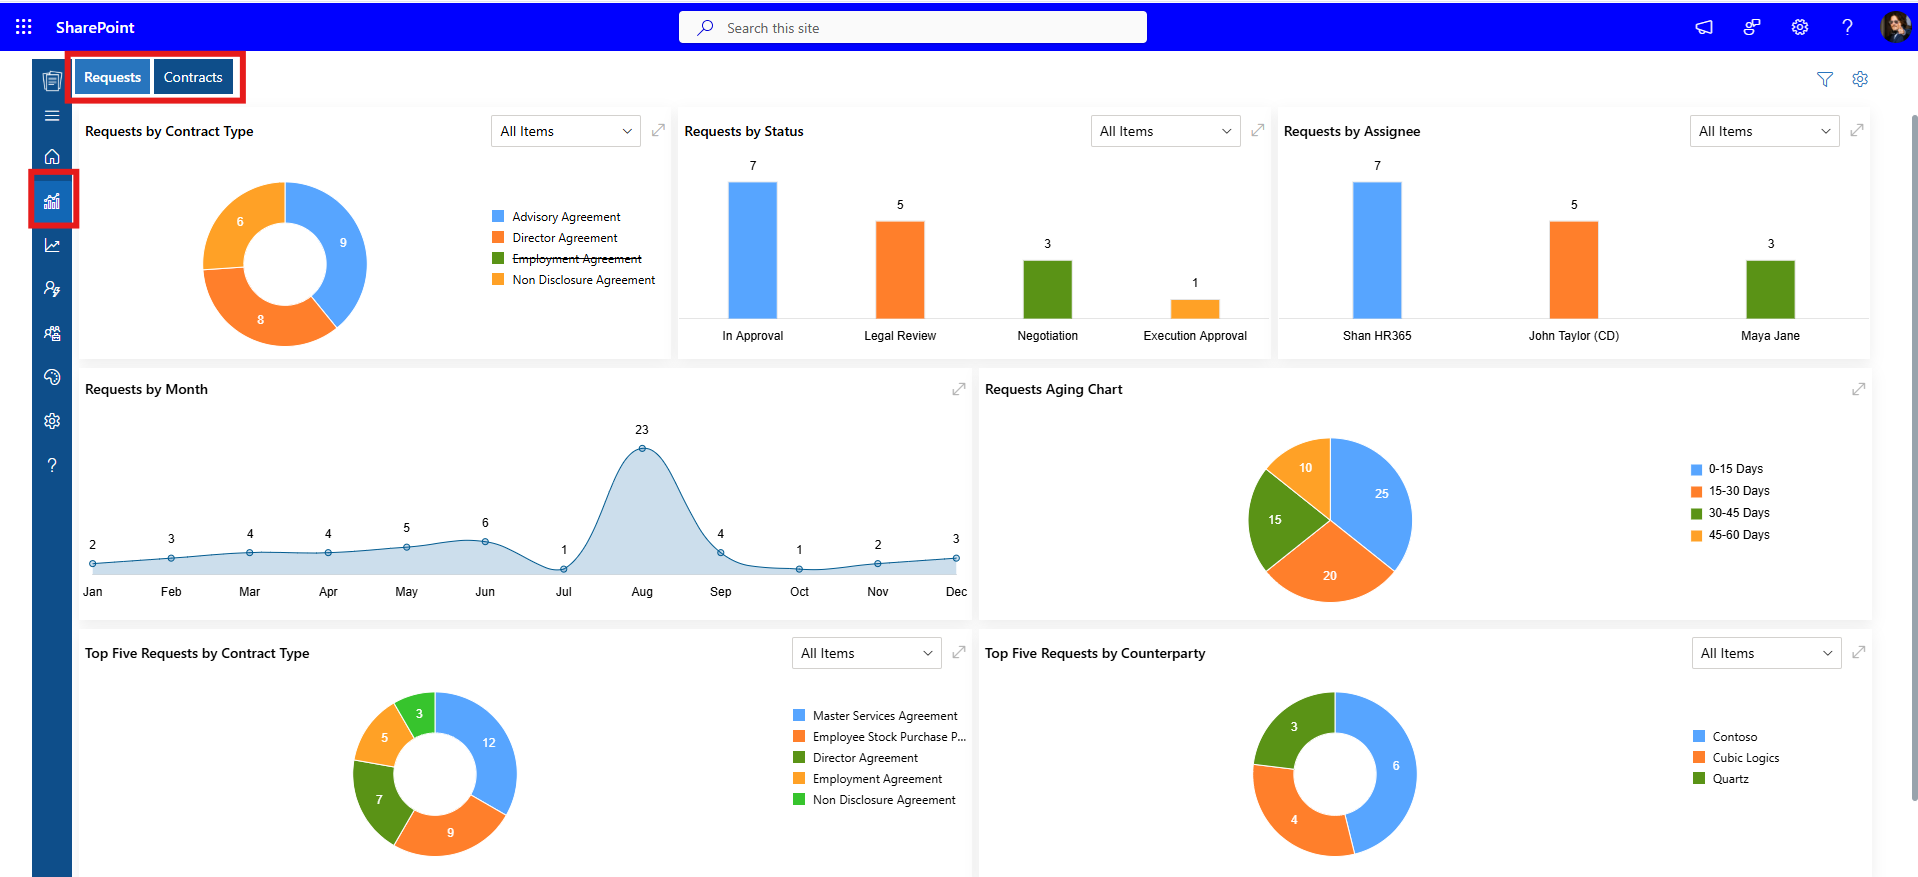 SharePoint
Search this site
Requests
Contracts
Requests by Contract Type
All Items
9
8
6
Advisory Agreement
Director Agreement
Employment Agreement
Non Disclosure Agreement
Requests by Status
All Items
7
5
3
1
In Approval
Legal Review
Negotiation
Execution Approval
Requests by Assignee
All Items
7
5
3
Shan HR365
John Taylor (CD)
Maya Jane
Requests by Month
2
3
4
4
5
6
1
23
4
1
2
3
Jan
Feb
Mar
Apr
May
Jun
Jul
Aug
Sep
Oct
Nov
Dec
Requests Aging Chart
25
20
15
10
0-15 Days
15-30 Days
30-45 Days
45-60 Days
Top Five Requests by Contract Type
All Items
12
9
7
5
3
Master Services Agreement
Employee Stock Purchase P...
Director Agreement
Employment Agreement
Non Disclosure Agreement
Top Five Requests by Counterparty
All Items
6
4
3
Contoso
Cubic Logics
Quartz